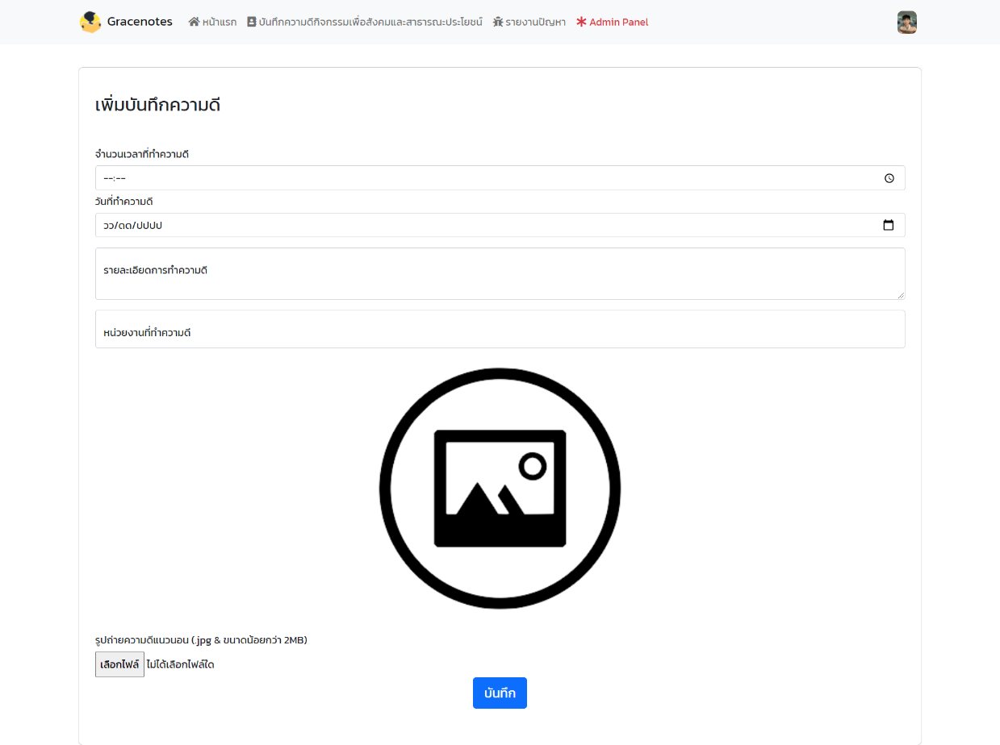 Gracenotes หน้าแรก บันทึกความดีกิจกรรมเพื่อสังคมและสาธารณะประโยชน์ รายงานปัญหา Admin Panel
เพิ่มบันทึกความดี
จำนวนเวลาที่ทำความดี
--:--
วันที่ทำความดี
วว/ดด/ปปปป
รายละเอียดการทำความดี
หน่วยงานที่ทำความดี
รูปถ่ายความดีแนวนอน (.jpg & ขนาดน้อยกว่า 2MB)
เลือกไฟล์ ไม่ได้เลือกไฟล์ใด
บันทึก